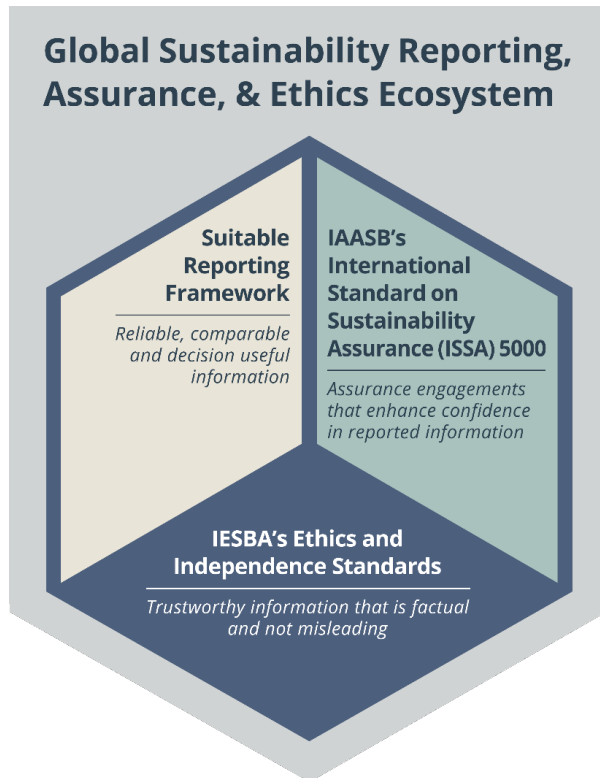 Global Sustainability Reporting,
Assurance, & Ethics Ecosystem
Suitable
Reporting
Framework
Reliable, comparable
and decision useful
information
IAASB's
International
Standard on
Sustainability
Assurance (ISSA) 5000
Assurance engagements
that enhance confidence
in reported information
IESBA's Ethics and
Independence Standards
Trustworthy information that is factual
and not misleading